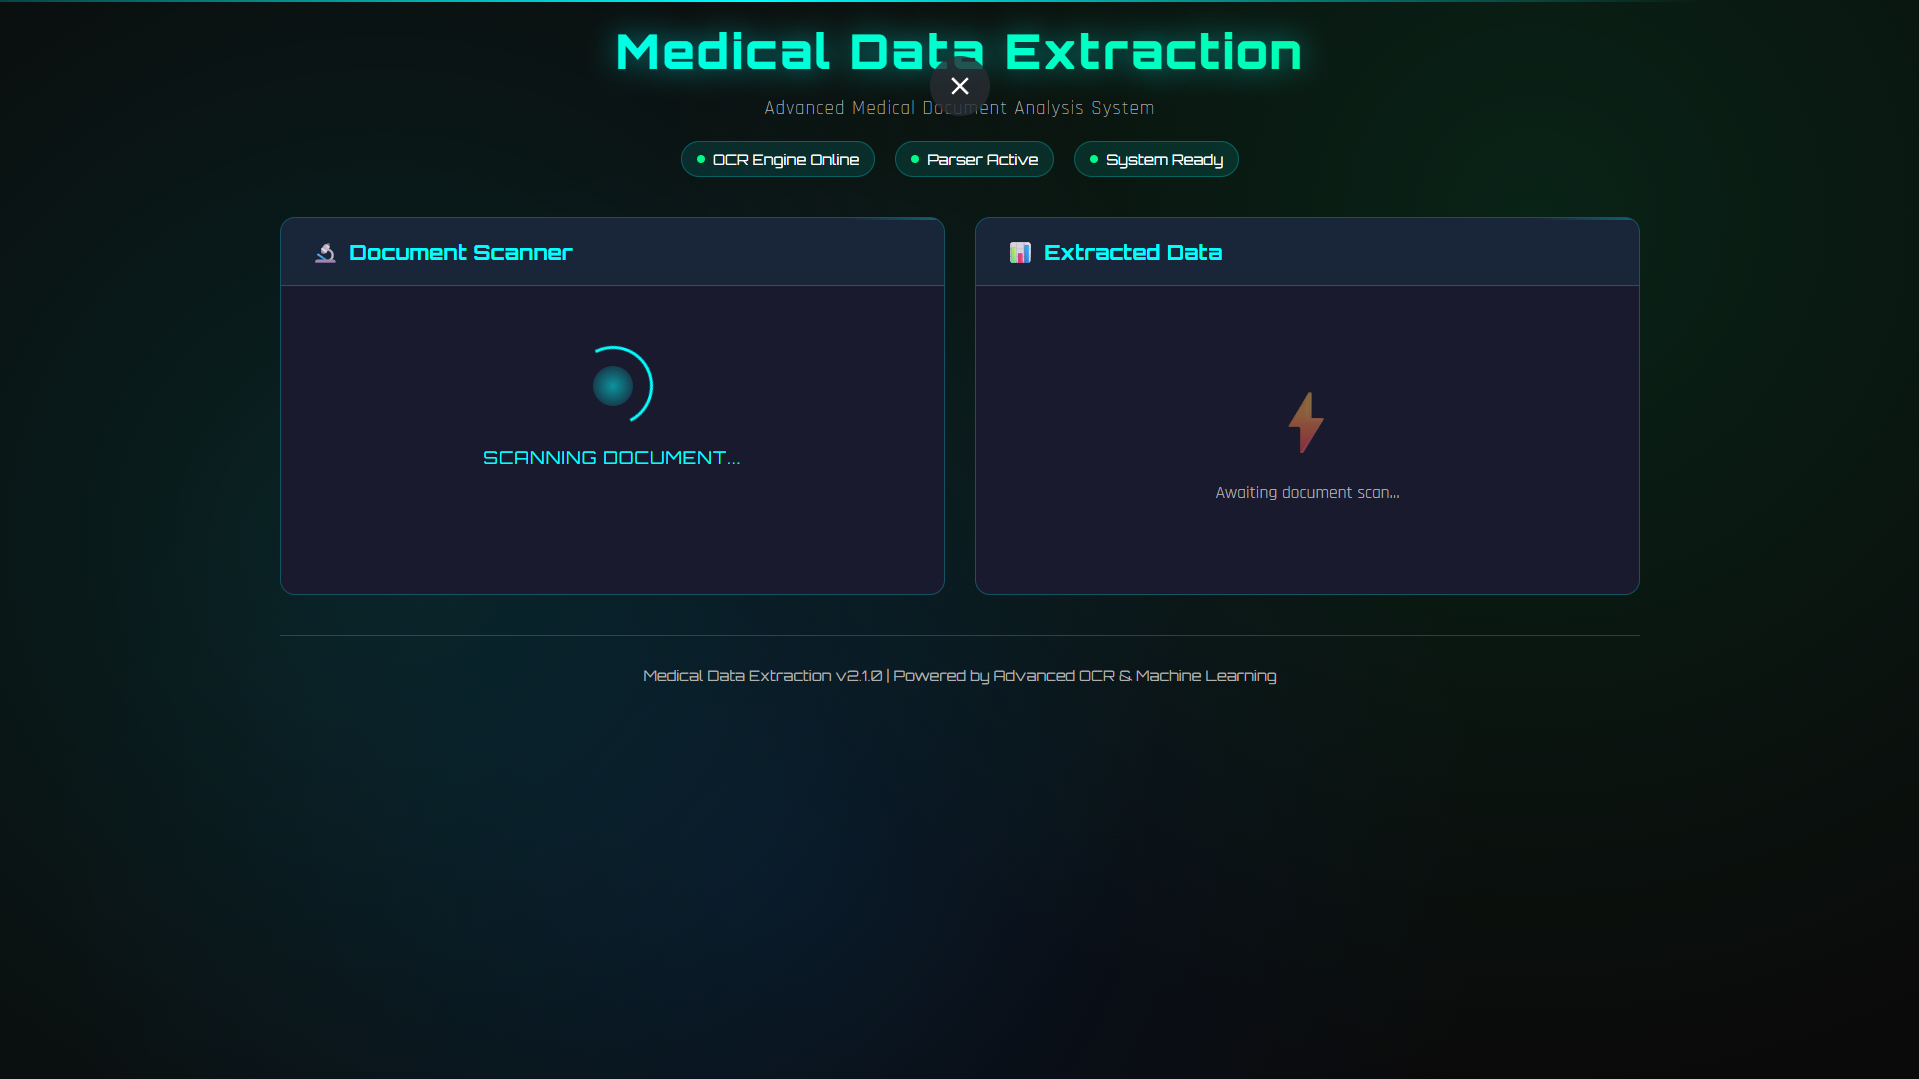 Medical Data Extraction
Advanced Medical Document Analysis System
OCR Engine Online
Parser Active
System Ready
Document Scanner
Extracted Data
SCANNING DOCUMENT...
Awaiting document scan...
Medical Data Extraction v2.1.0 | Powered by Advanced OCR & Machine Learning